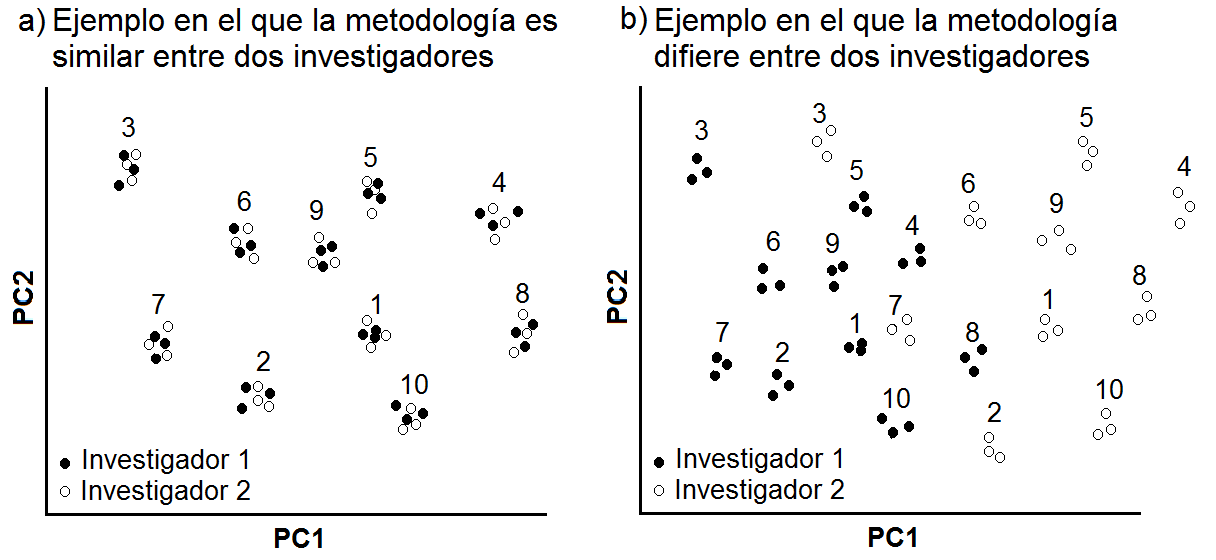 a) Ejemplo en el que la metodología es
similar entre dos investigadores
3
5
4
6
9
7
1
8
2
10
Investigador 1
Investigador 2
PC2
PC1
b) Ejemplo en el que la metodología
difiere entre dos investigadores
3
3
5
4
5
6
9
6
9
4
8
7
1
7
2
1
8
10
2
10
Investigador 1
Investigador 2
PC2
PC1